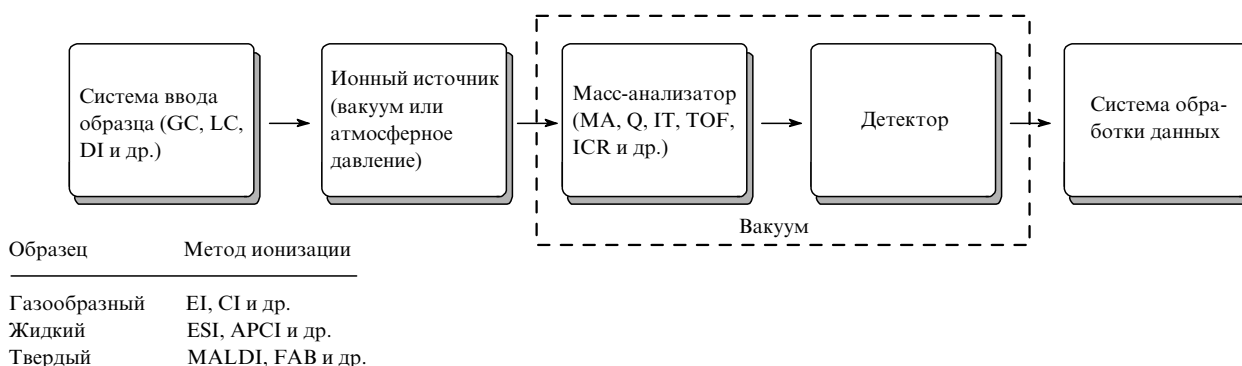 Система ввода
образца (GC, LC,
DI и др.)
Ионный источник
(вакуум или
атмосферное
давление)
Масс-анализатор
(MA, Q, IT, TOF,
ICR и др.)
Детектор
Система обра-
ботки данных
Вакуум
Образец Метод ионизации
Газообразный EI, CI и др.
Жидкий ESI, APCI и др.
Твердый MALDI, FAB и др.